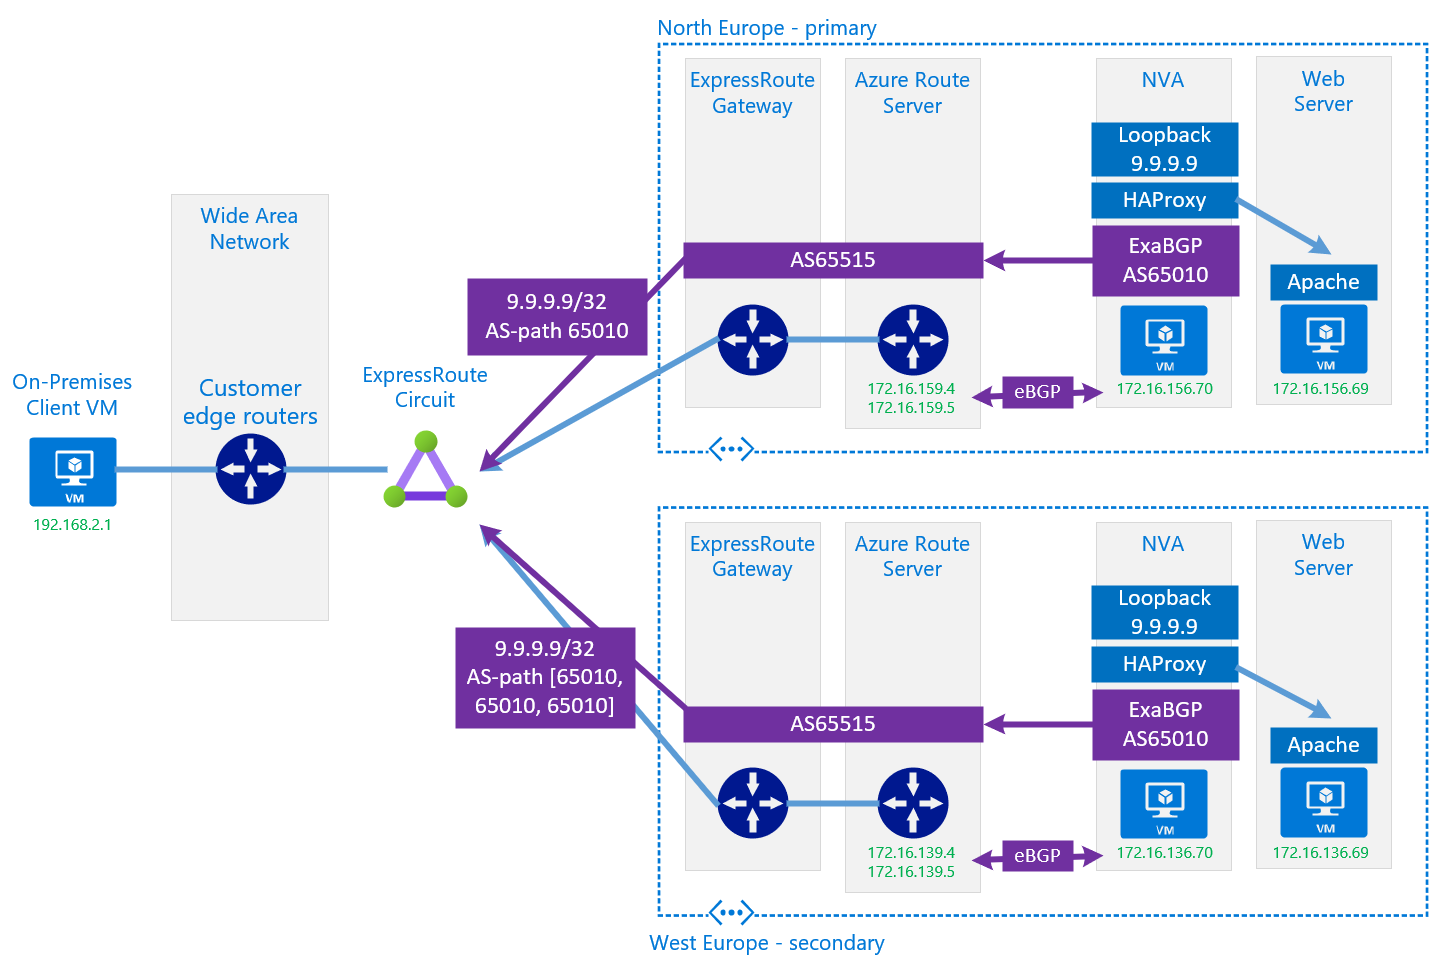 North Europe - primary
ExpressRoute
Gateway
Azure Route
Server
NVA
Web
Server
Loopback
9.9.9.9
HAProxy
ExaBGP
AS65010
AS65515
Apache
VM
VM
172.16.159.4
172.16.159.5
eBGP
172.16.156.70
172.16.156.69
Wide Area
Network
9.9.9.9/32
AS-path 65010
On-Premises
Client VM
Customer
edge routers
ExpressRoute
Circuit
VM
192.168.2.1
ExpressRoute
Gateway
Azure Route
Server
NVA
Web
Server
Loopback
9.9.9.9
HAProxy
9.9.9.9/32
AS-path [65010,
65010, 65010]
AS65515
ExaBGP
AS65010
Apache
VM
VM
172.16.139.4
172.16.139.5
eBGP
172.16.136.70
172.16.136.69
West Europe - secondary